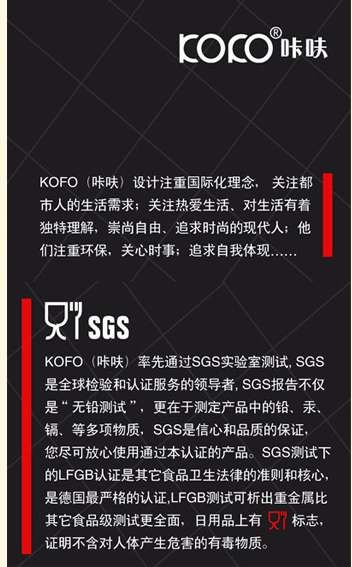 KOFO®咔呋
KOFO（咔呋）设计注重国际化理念， 关注都
市人的生活需求；关注热爱生活、对生活有着
独特理解，崇尚自由、追求时尚的现代人；他
们注重环保，关心时事；追求自我体现……
SGS
KOFO（咔呋）率先通过SGS实验室测试, SGS
是全球检验和认证服务的领导者, SGS报告不仅
是“无铅测试”，更在于测定产品中的铅、汞、
镉、等多项物质，SGS是信心和品质的保证，
您尽可放心使用通过本认证的产品。SGS测试下
的LFGB认证是其它食品卫生法律的准则和核心，
是德国最严格的认证,LFGB测试可析出重金属比
其它食品级测试更全面，日用品上有 标志，
证明不含对人体产生危害的有毒物质。